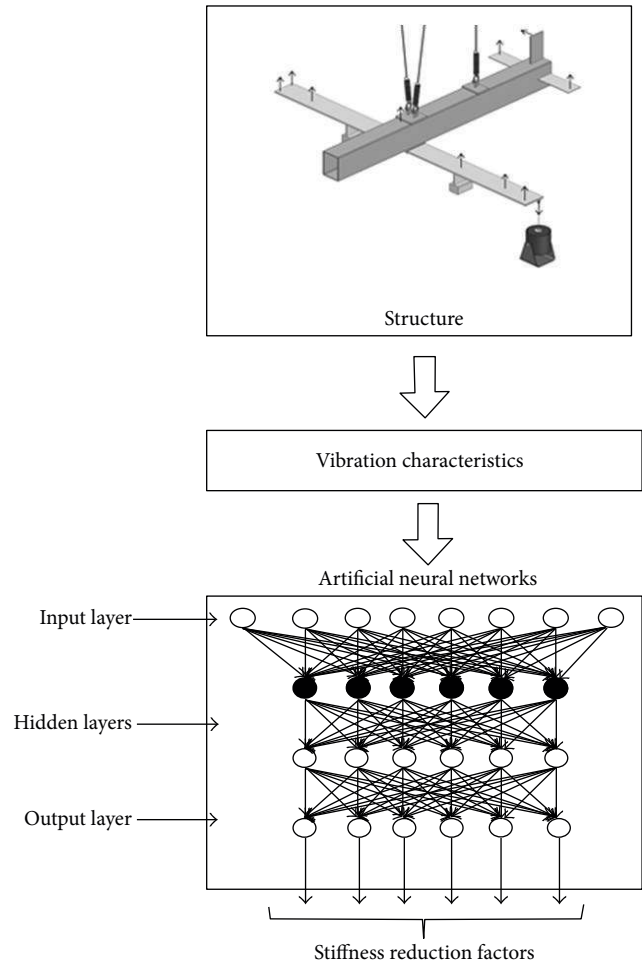 Structure
Vibration characteristics
Artificial neural networks
Input layer
Hidden layers
Output layer
Stiffness reduction factors